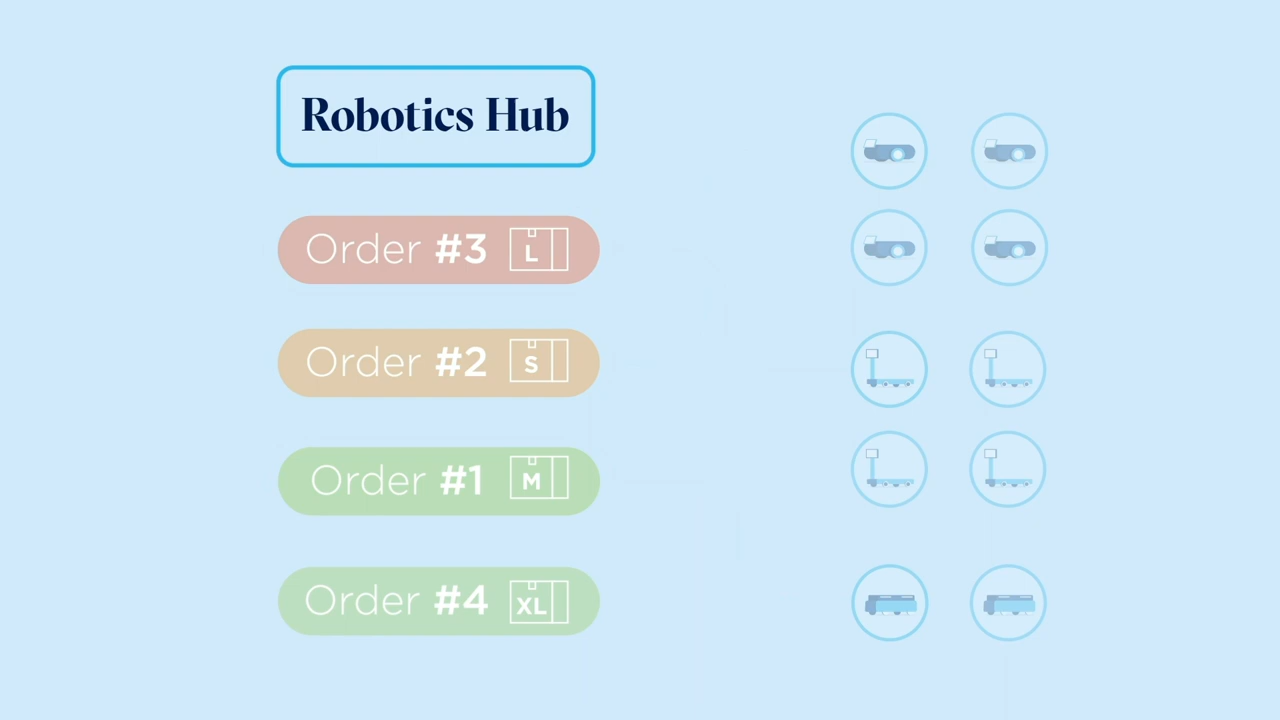 Robotics Hub
Order #3 L
Order #2 S
Order #1 M
Order #4 XL